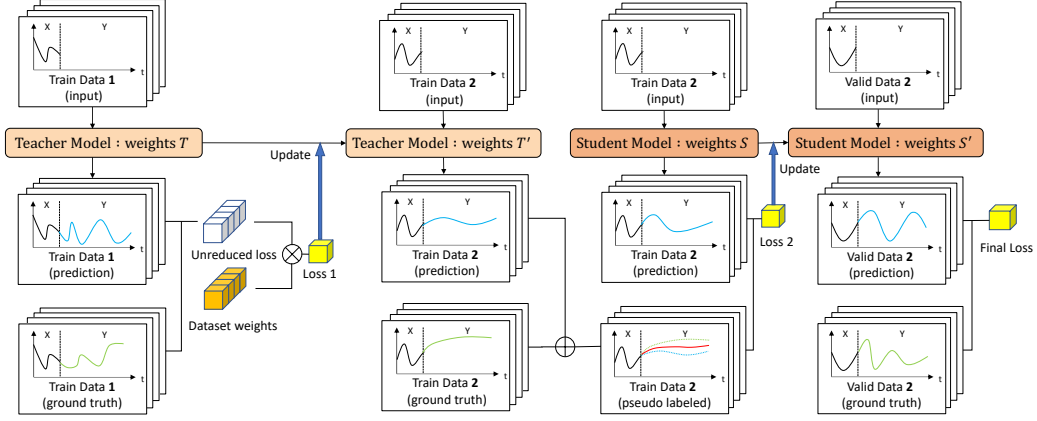 X Y
t
Train Data 1
(input)
X Y
t
Train Data 2
(input)
X Y
t
Train Data 2
(input)
X Y
t
Valid Data 2
(input)
Teacher Model : weights T
Update
Teacher Model : weights T′
Student Model : weights S
Update
Student Model : weights S′
X Y
t
Train Data 1
(prediction)
Unreduced loss
Loss 1
Dataset weights
X Y
t
Train Data 2
(prediction)
X Y
t
Train Data 2
(prediction)
Loss 2
X Y
t
Valid Data 2
(prediction)
Final Loss
X Y
t
Train Data 1
(ground truth)
X Y
t
Train Data 2
(ground truth)
X Y
t
Train Data 2
(pseudo labeled)
X Y
t
Valid Data 2
(ground truth)